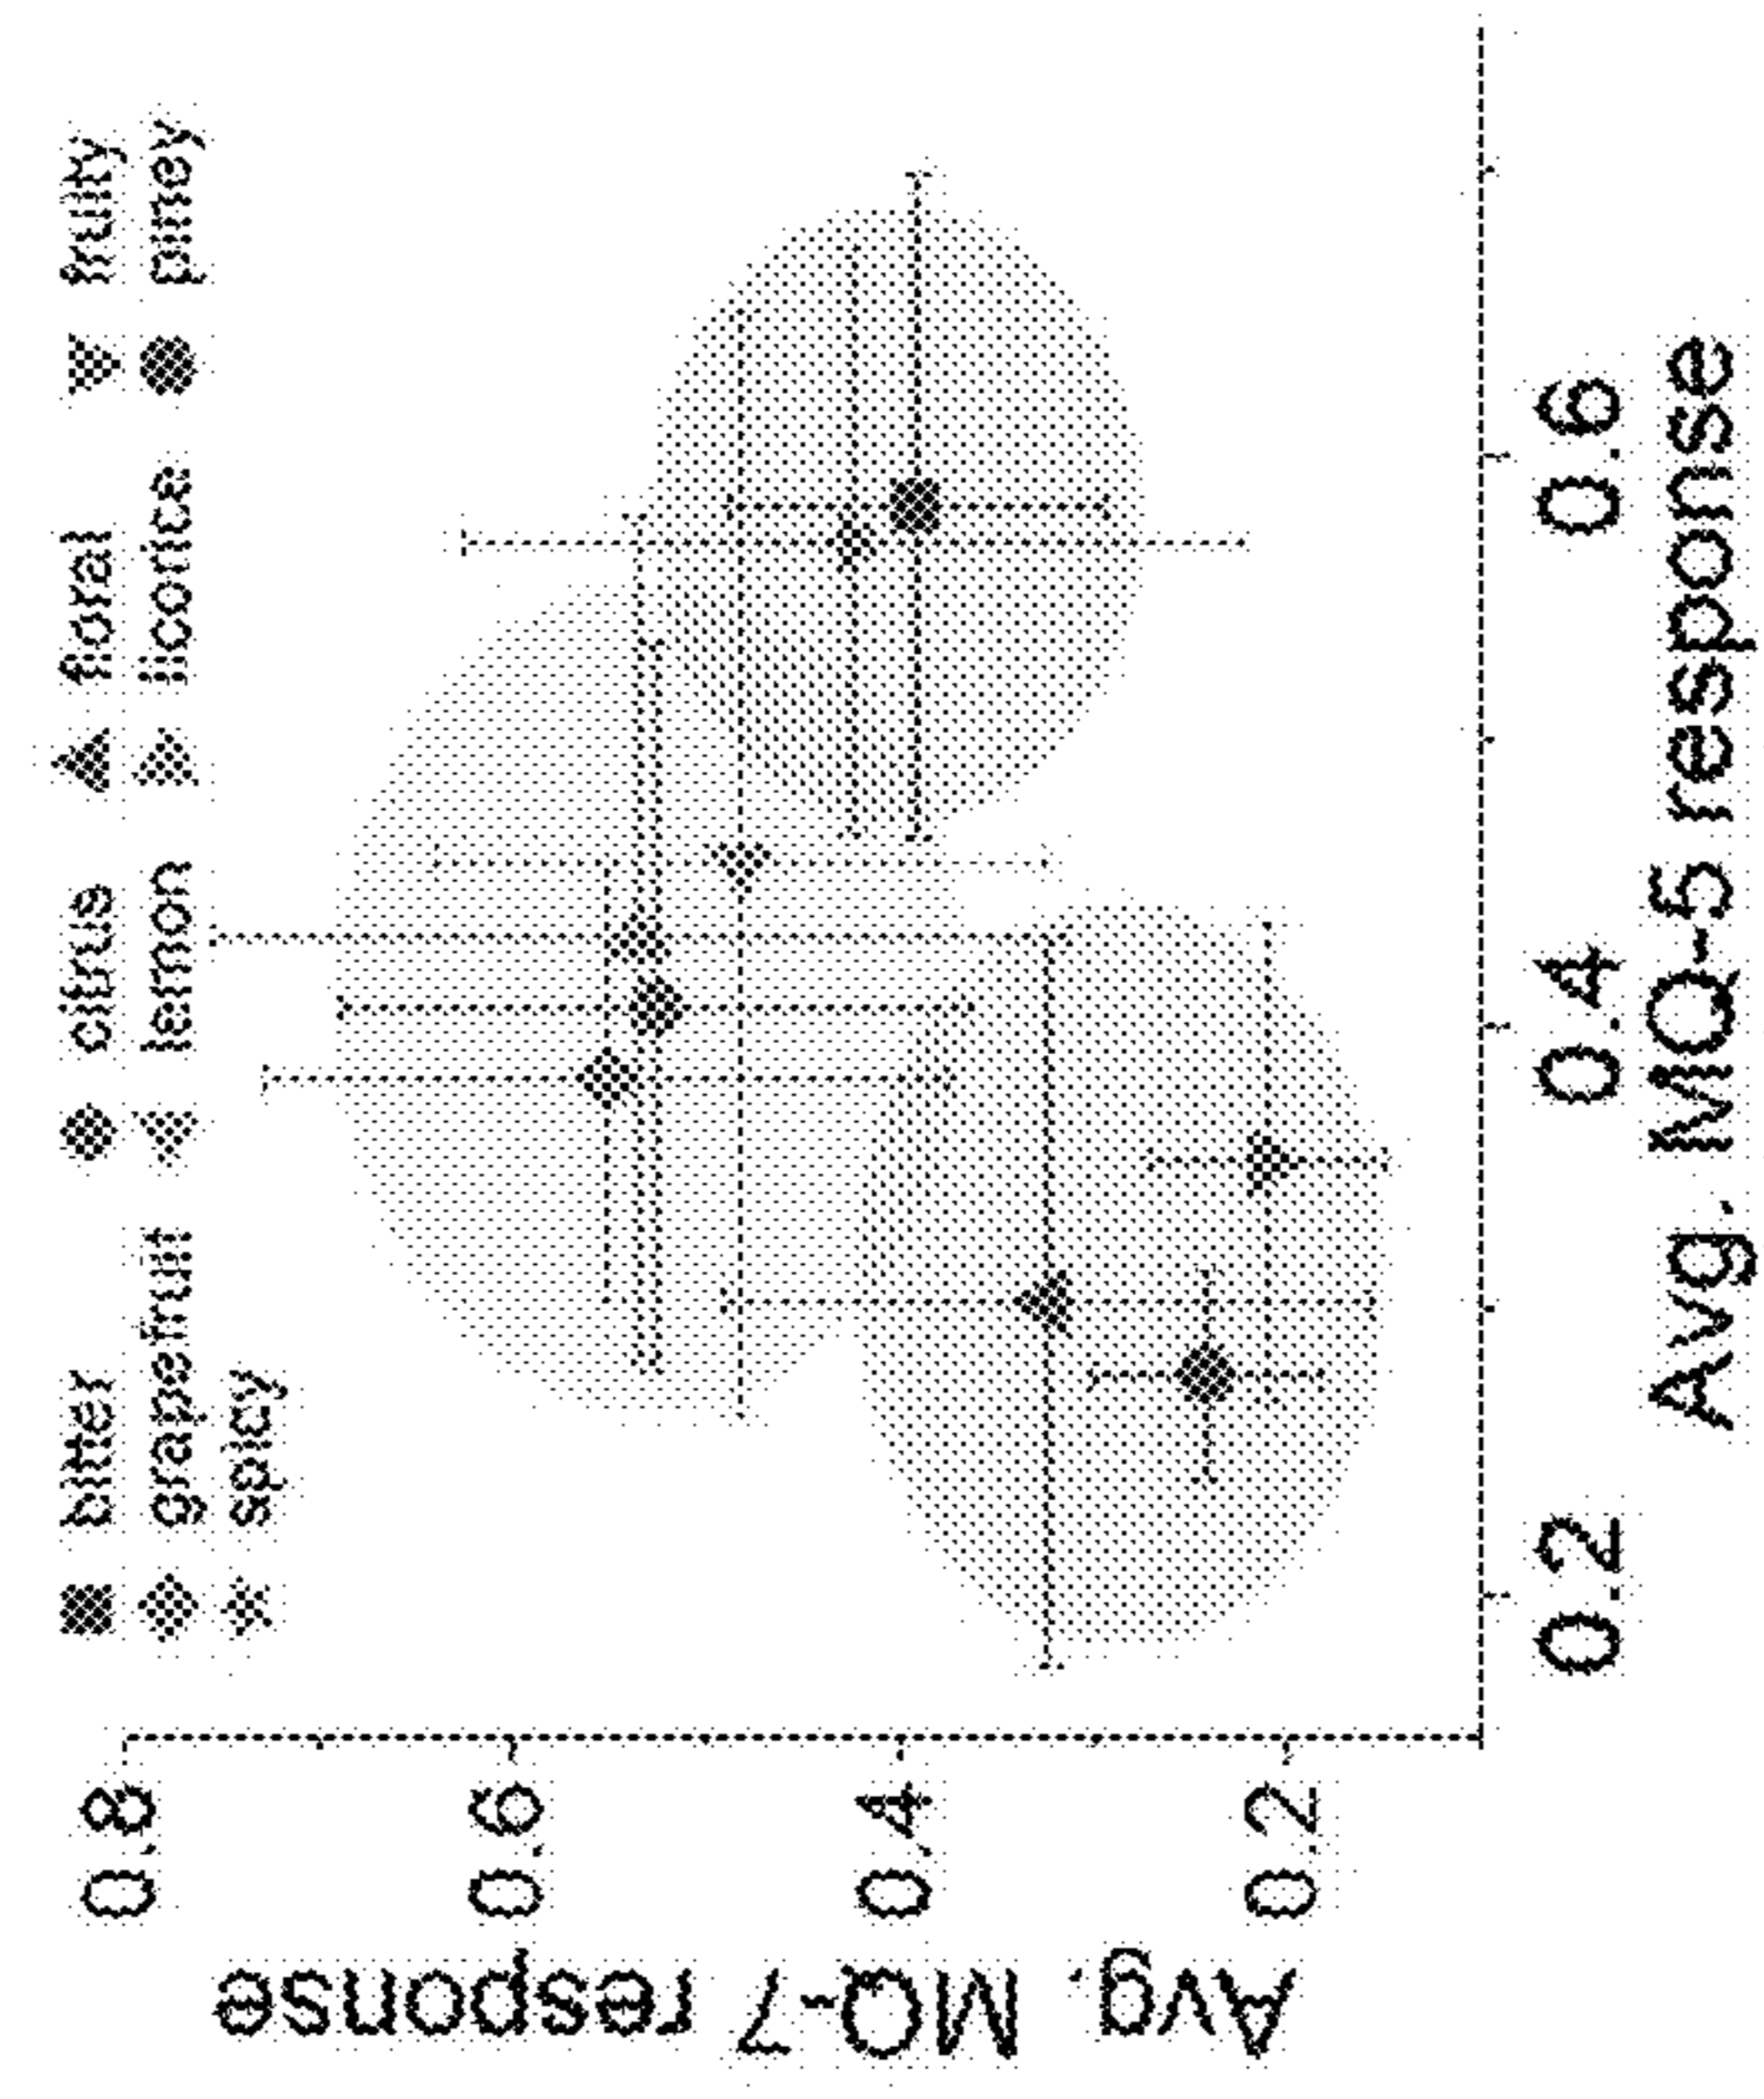 bitter citrus floral fruity
grapefruit lemon licorice piney
spicy
0.8
0.6
0.4
0.2
Avg. MQ-7 response
0.2 0.4 0.6
Avg. MQ-5 response